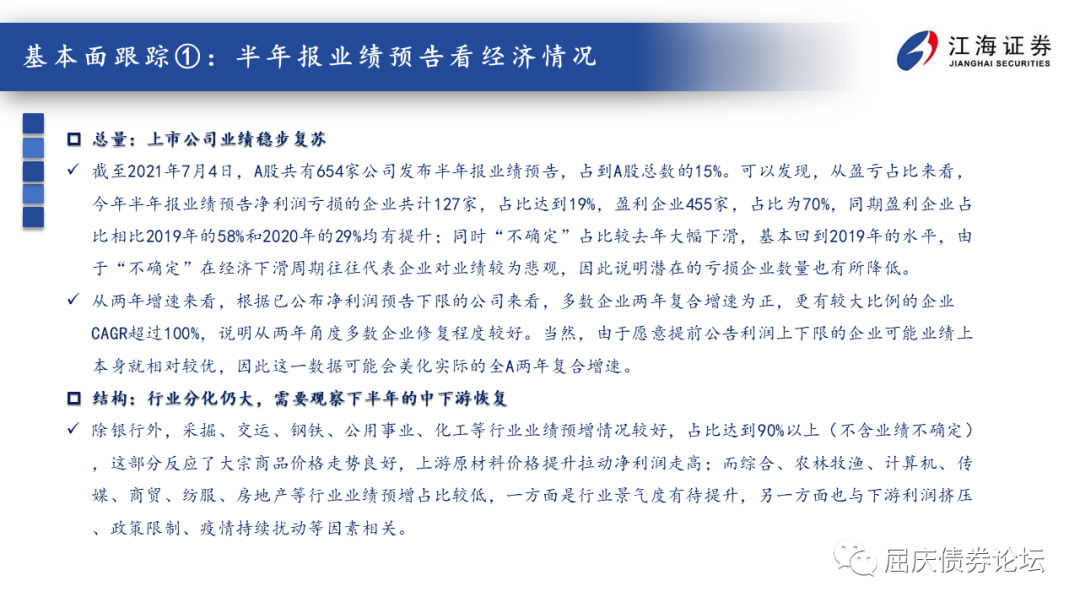 基本面跟踪①：半年报业绩预告看经济情况
江海证券
JIANGHAI SECURITIES
总量：上市公司业绩稳步复苏
✓ 截至2021年7月4日，A股共有654家公司发布半年报业绩预告，占到A股总数的15%。可以发现，从盈亏占比来看，
今年半年报业绩预告净利润亏损的企业共计127家，占比达到19%，盈利企业455家，占比为70%，同期盈利企业占
比相比2019年的58%和2020年的29%均有提升；同时“不确定”占比较去年大幅下滑，基本回到2019年的水平，由
于“不确定”在经济下滑周期往往代表企业对业绩较为悲观，因此说明潜在的亏损企业数量也有所降低。
✓ 从两年增速来看，根据已公布净利润预告下限的公司来看，多数企业两年复合增速为正，更有较大比例的企业
CAGR超过100%，说明从两年角度多数企业修复程度较好。当然，由于愿意提前公告利润上下限的企业可能业绩上
本身就相对较优，因此这一数据可能会美化实际的全A两年复合增速。
结构：行业分化仍大，需要观察下半年的中下游恢复
✓ 除银行外，采掘、交运、钢铁、公用事业、化工等行业业绩预增情况较好，占比达到90%以上（不含业绩不确定）
，这部分反应了大宗商品价格走势良好，上游原材料价格提升拉动净利润走高；而综合、农林牧渔、计算机、传
媒、商贸、纺服、房地产等行业业绩预增占比较低，一方面是行业景气度有待提升，另一方面也与下游利润挤压
、政策限制、疫情持续扰动等因素相关。
屈庆债券论坛